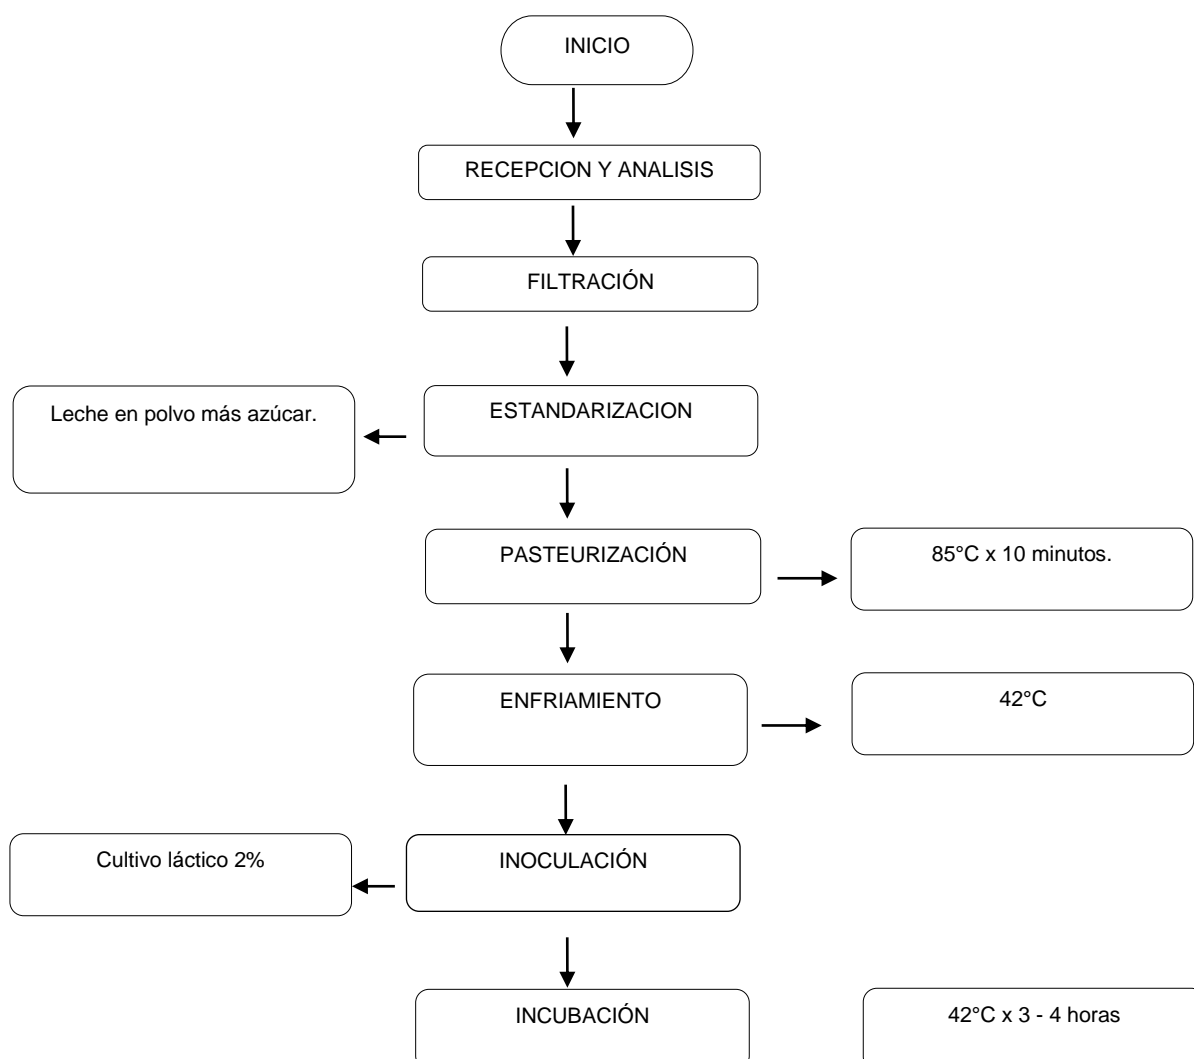 INICIO
RECEPCION Y ANALISIS
FILTRACIÓN
Leche en polvo más azúcar.
ESTANDARIZACION
PASTEURIZACIÓN
85°C x 10 minutos.
ENFRIAMIENTO
42°C
Cultivo láctico 2%
INOCULACIÓN
INCUBACIÓN
42°C x 3 - 4 horas